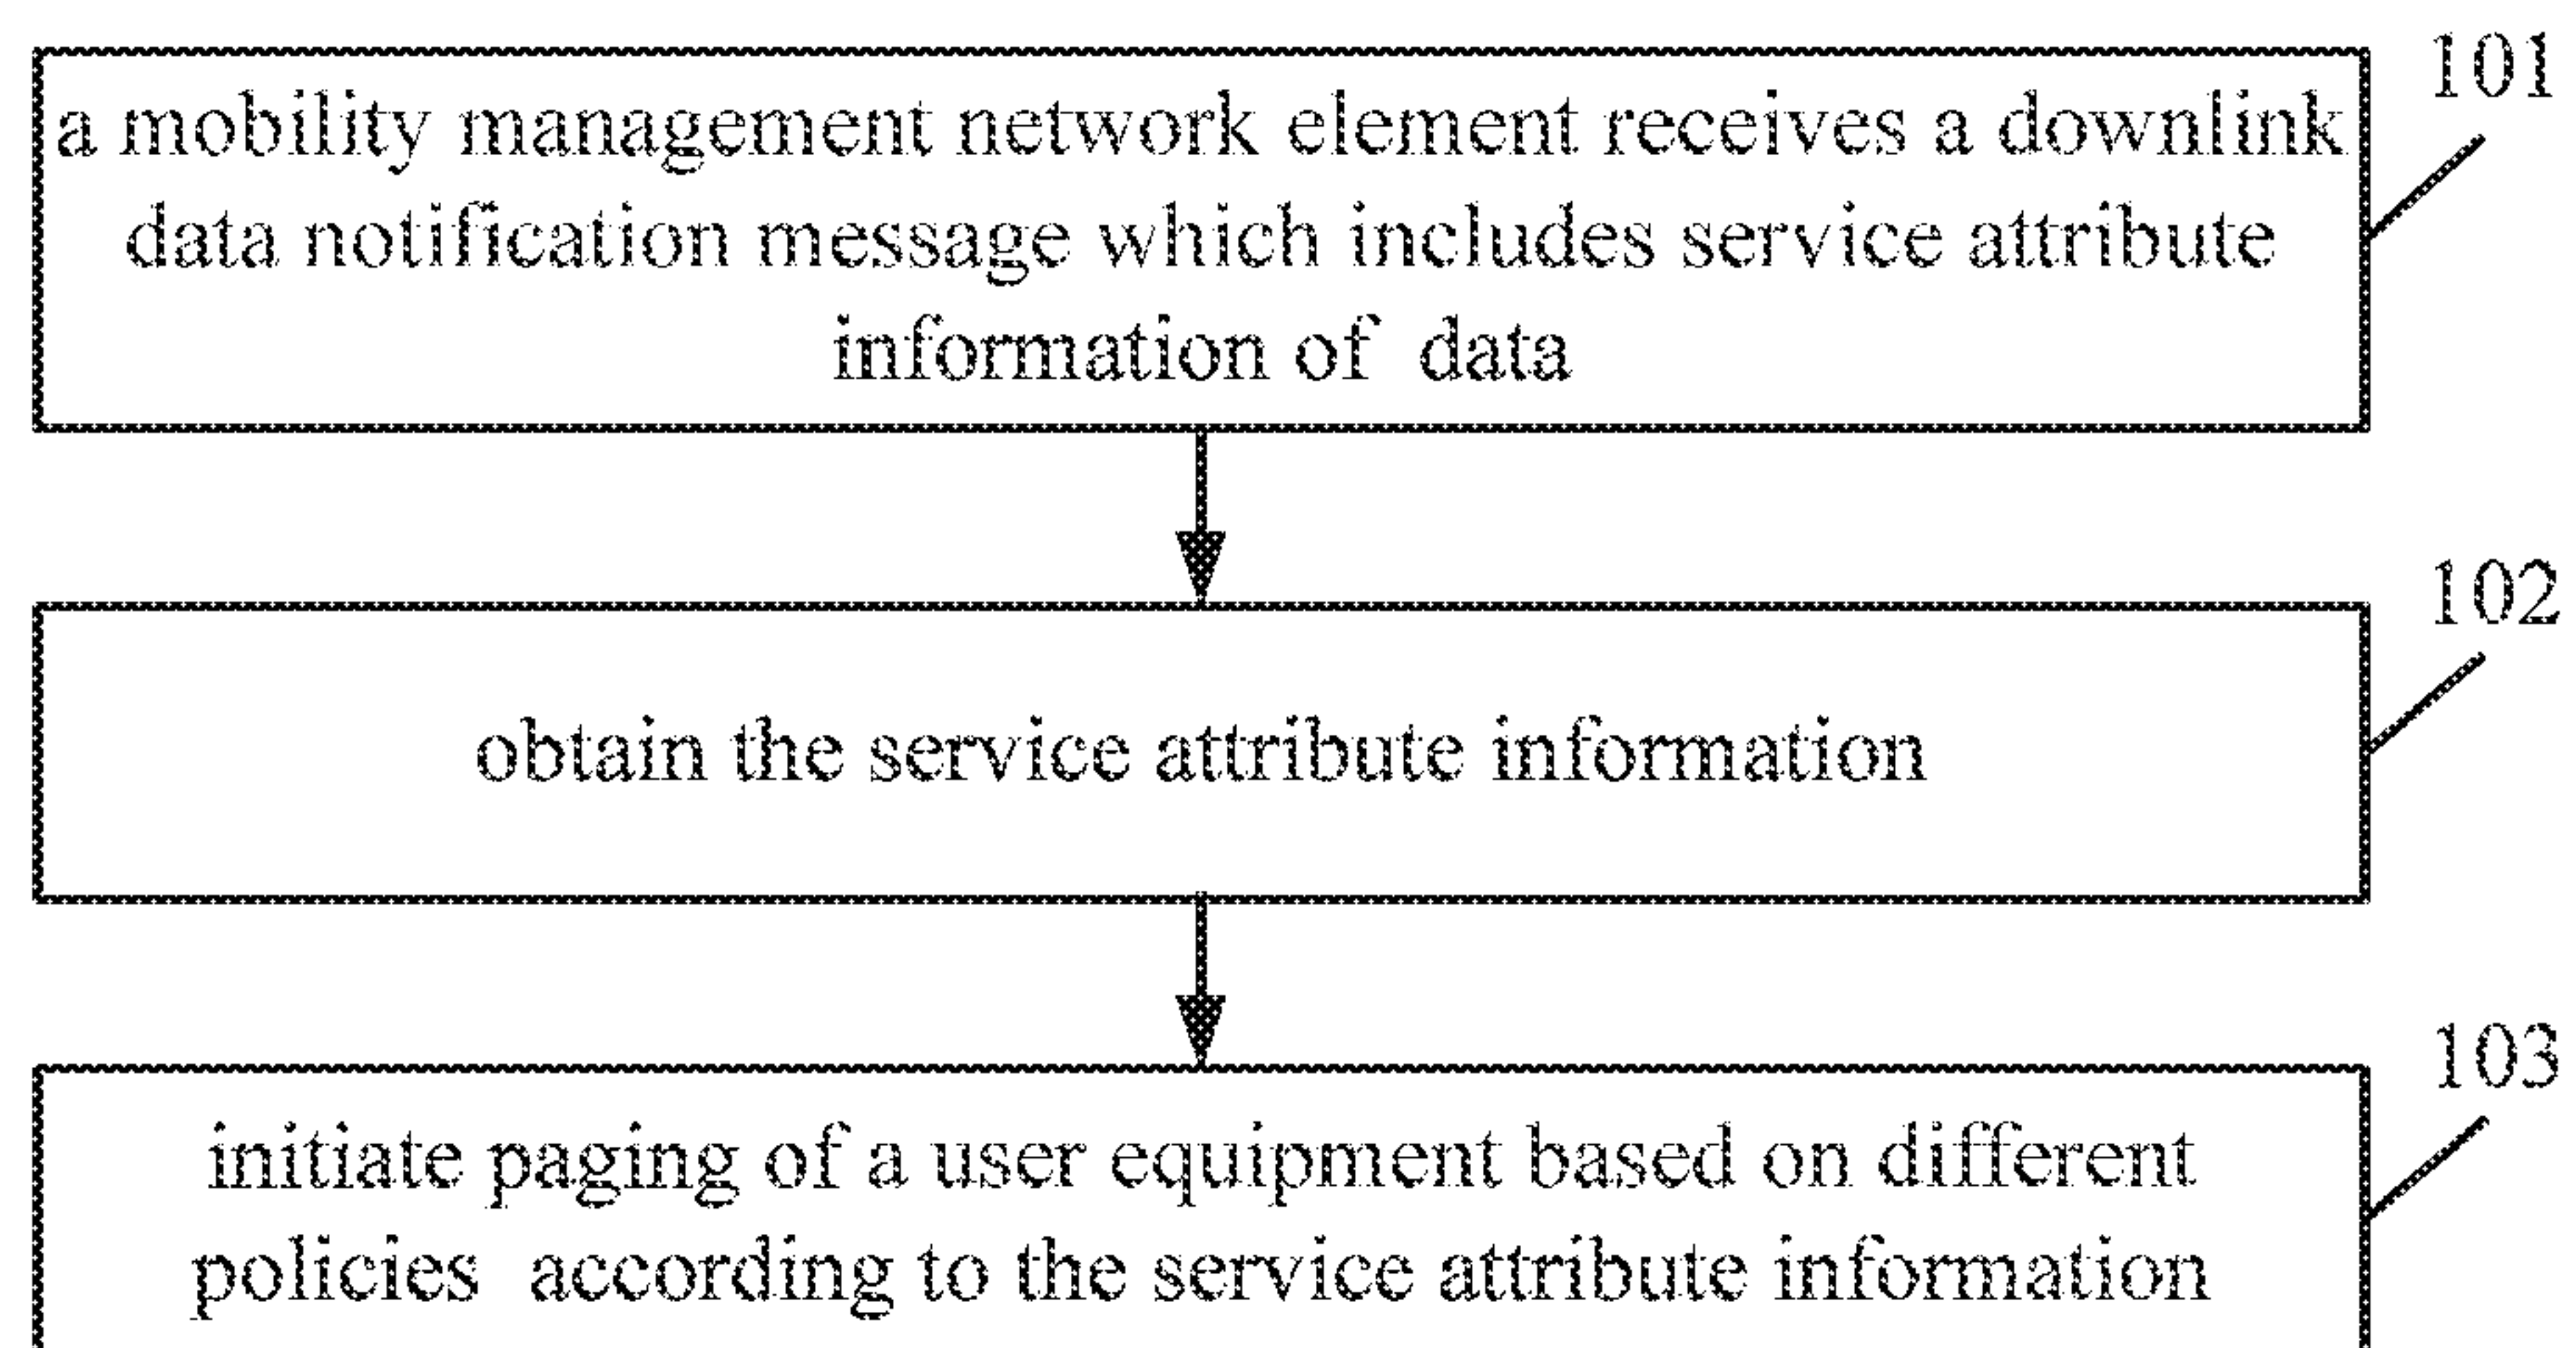 101
a mobility management network element receives a downlink
data notification message which includes service attribute
information of data
102
obtain the service attribute information
103
initiate paging of a user equipment based on different
policies according to the service attribute information